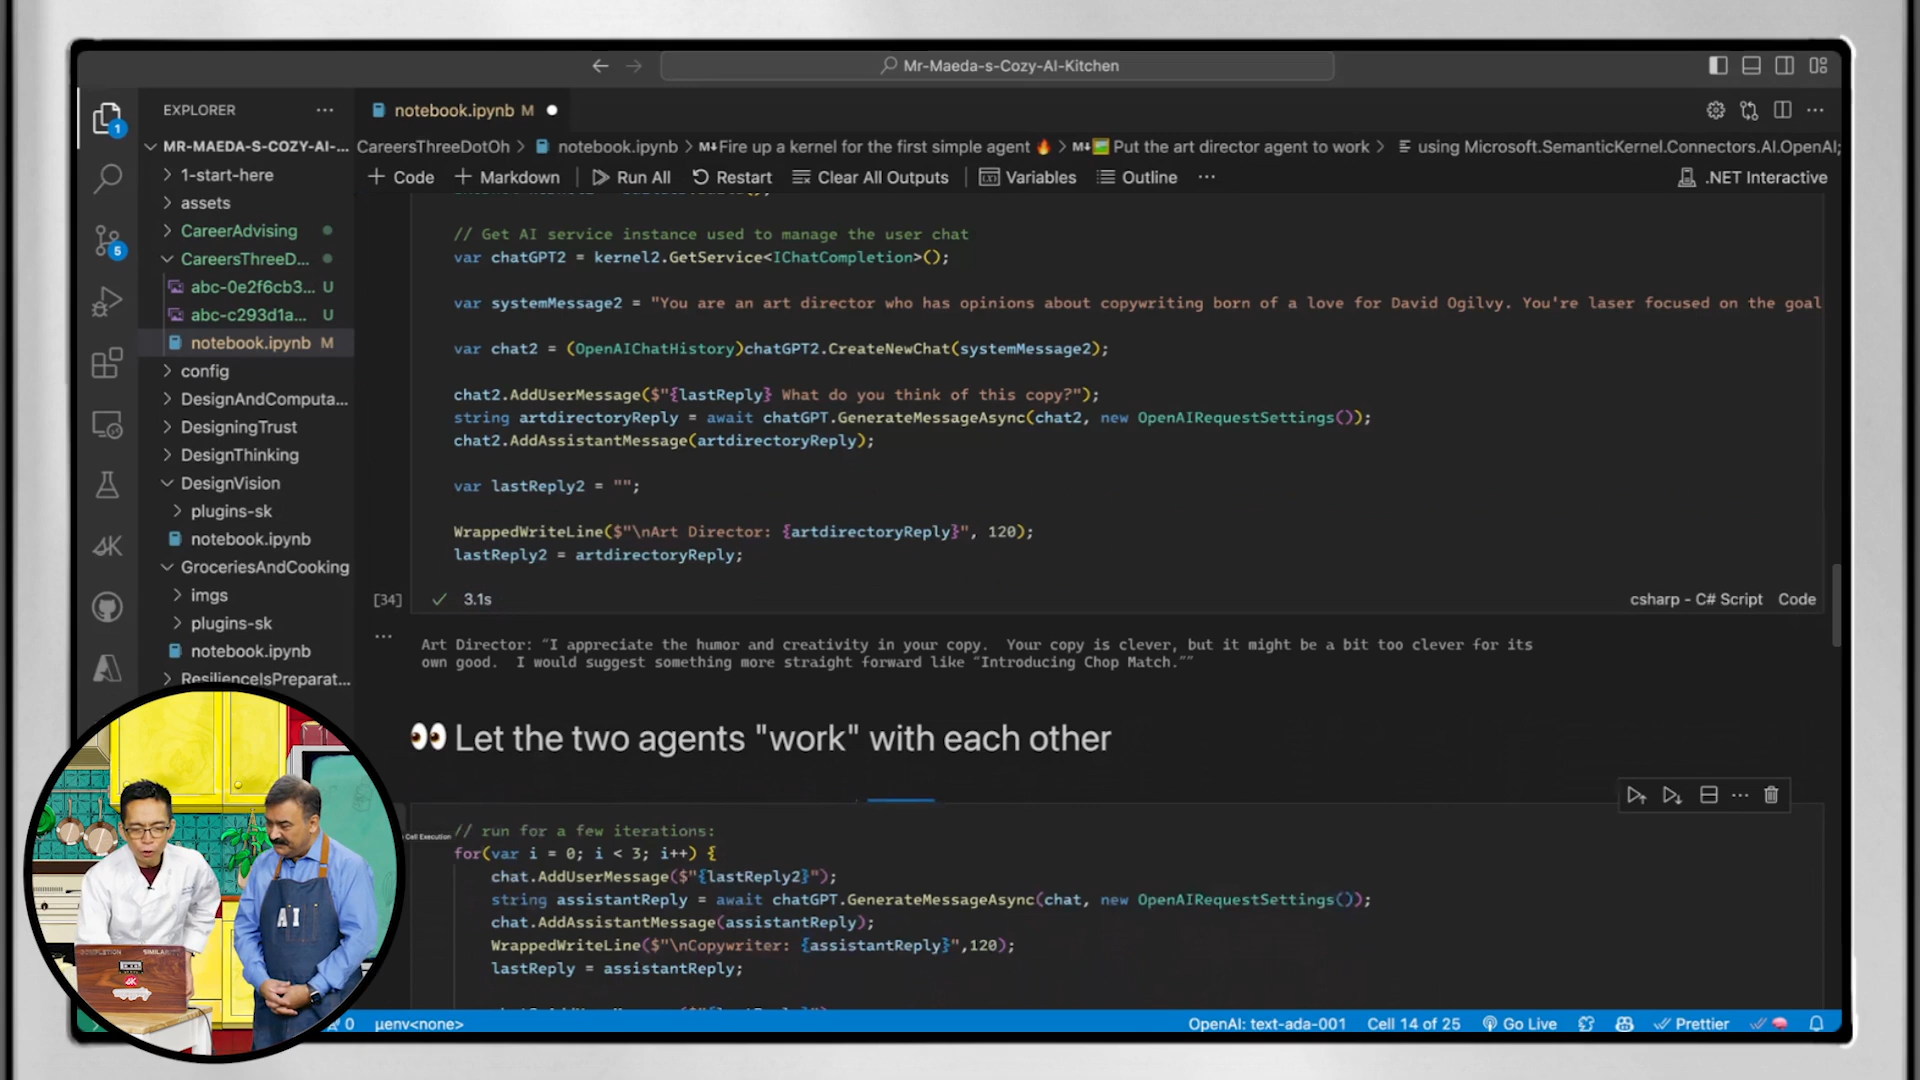 Mr-Maeda-s-Cozy-AI-Kitchen
EXPLORER
notebook.ipynb M
MR-MAEDA-S-COZY-AI-...
CareersThreeDotOh > notebook.ipynb > M↓Fire up a kernel for the first simple agent 🔥 > M↓🖼️Put the art director agent to work > using Microsoft.SemanticKernel.Connectors.AI.OpenAI;
+ Code + Markdown Run All Restart Clear All Outputs Variables Outline ... .NET Interactive
1-start-here
assets
CareerAdvising
CareersThreeD...
abc-0e2f6cb3... U
abc-c293d1a... U
notebook.ipynb M
config
DesignAndComputa...
DesigningTrust
DesignThinking
DesignVision
plugins-sk
notebook.ipynb
GroceriesAndCooking
imgs
plugins-sk
notebook.ipynb
ResilienceIsPreparat...
1
5
4K
// Get AI service instance used to manage the user chat
var chatGPT2 = kernel2.GetService<IChatCompletion>();
var systemMessage2 = "You are an art director who has opinions about copywriting born of a love for David Ogilvy. You're laser focused on the goal
var chat2 = (OpenAIChatHistory)chatGPT2.CreateNewChat(systemMessage2);
chat2.AddUserMessage($"{lastReply} What do you think of this copy?");
string artdirectoryReply = await chatGPT.GenerateMessageAsync(chat2, new OpenAIRequestSettings());
chat2.AddAssistantMessage(artdirectoryReply);
var lastReply2 = "";
WrappedWriteLine($"\nArt Director: {artdirectoryReply}", 120);
lastReply2 = artdirectoryReply;
[34] ✓ 3.1s csharp - C# Script Code
Art Director: “I appreciate the humor and creativity in your copy. Your copy is clever, but it might be a bit too clever for its
own good. I would suggest something more straight forward like “Introducing Chop Match.””
👀 Let the two agents "work" with each other
Cell Execution
// run for a few iterations:
for(var i = 0; i < 3; i++) {
chat.AddUserMessage($"{lastReply2}");
string assistantReply = await chatGPT.GenerateMessageAsync(chat, new OpenAIRequestSettings());
chat.AddAssistantMessage(assistantReply);
WrappedWriteLine($"\nCopywriter: {assistantReply}",120);
lastReply = assistantReply;
AI
4K
0 µenv<none> OpenAI: text-ada-001 Cell 14 of 25 Go Live Prettier